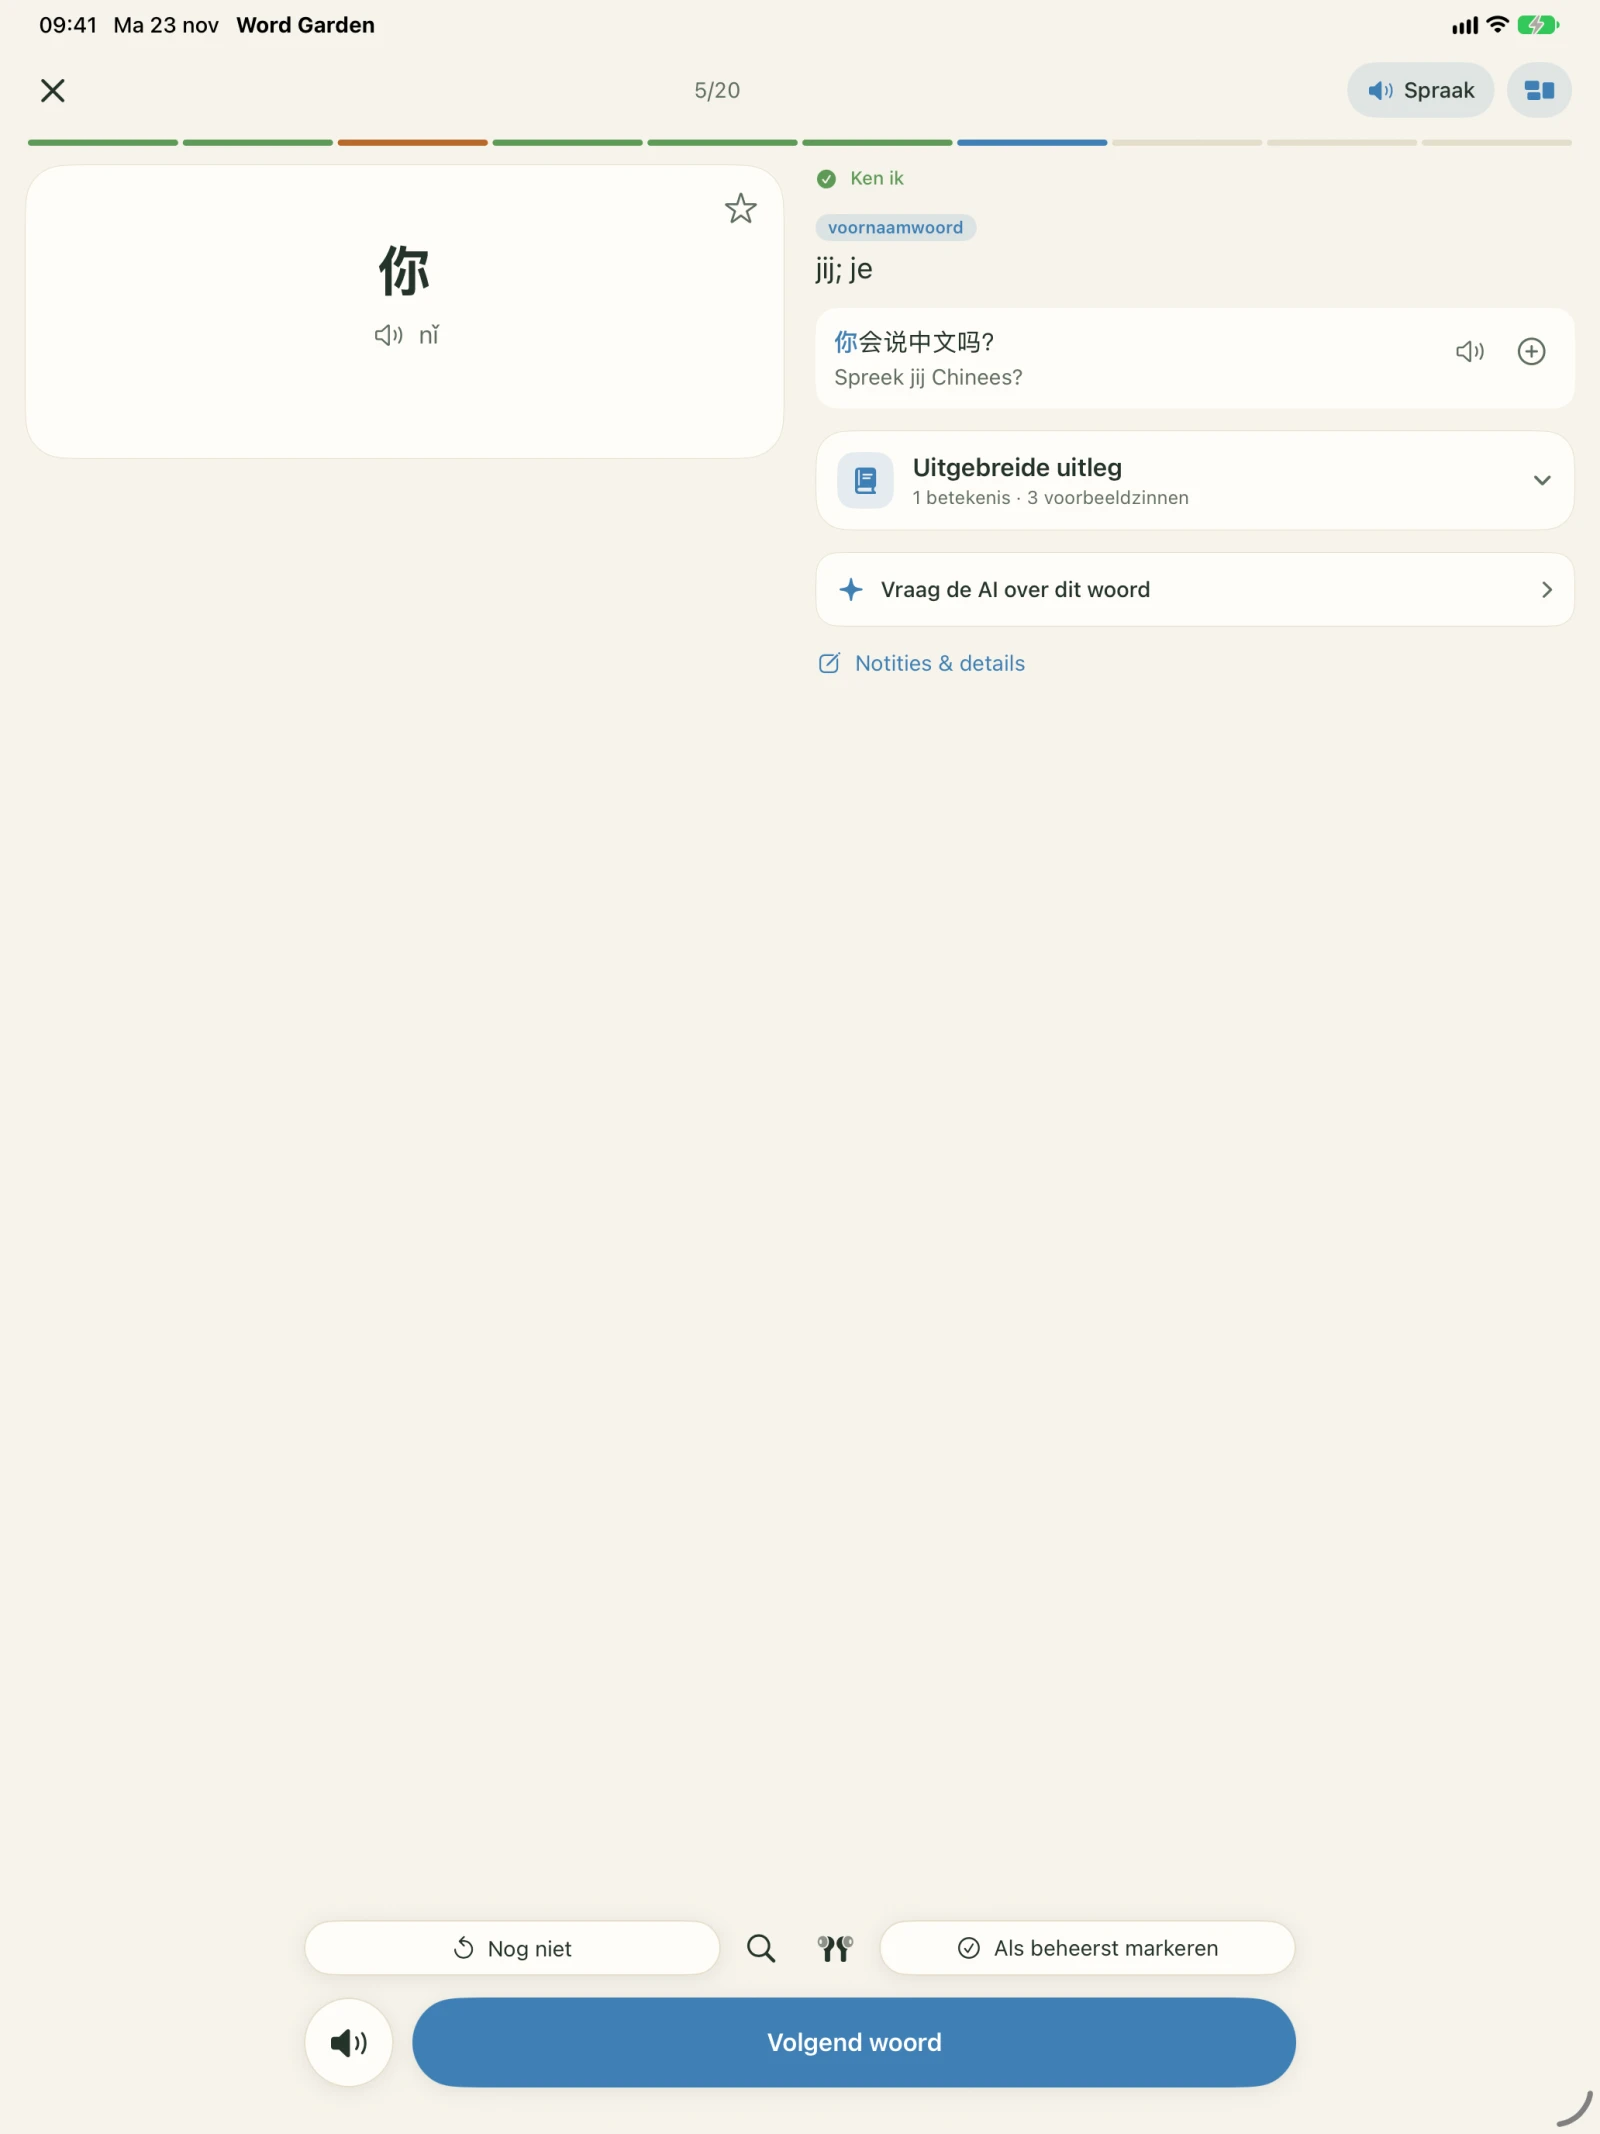 09:41 Ma 23 nov Word Garden
5/20
Spraak
你
nǐ
Ken ik
voornaamwoord
jij; je
你会说中文吗?
Spreek jij Chinees?
Uitgebreide uitleg
1 betekenis · 3 voorbeeldzinnen
Vraag de AI over dit woord
Notities & details
Nog niet
Als beheerst markeren
Volgend woord